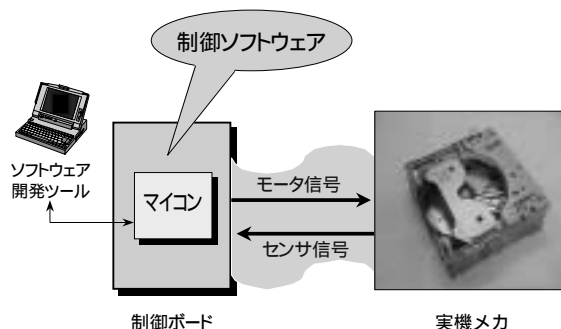 制御ソフトウェア
ソフトウェア
開発ツール
マイコン
モータ信号
センサ信号
制御ボード
実機メカ